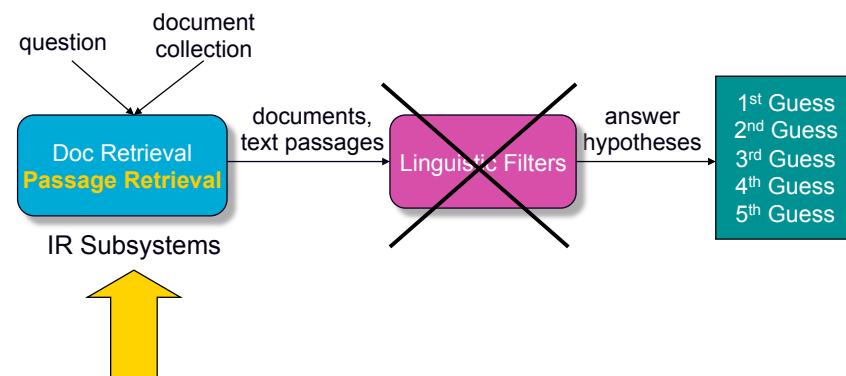 question
document
collection
Doc Retrieval
Passage Retrieval
IR Subsystems
documents,
text passages
Linguistic Filters
answer
hypotheses
1st Guess
2nd Guess
3rd Guess
4th Guess
5th Guess